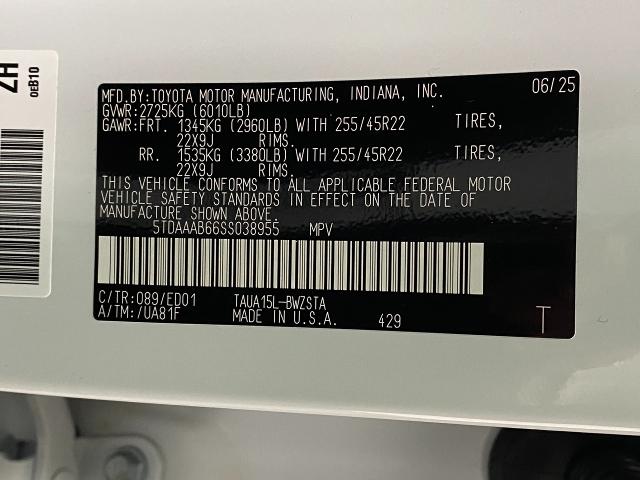 MFD.BY:TOYOTA MOTOR MANUFACTURING, INDIANA, INC. 06/25
GVWR:2725KG (6010LB)
GAWR:FRT. 1345KG (2960LB) WITH 255/45R22 TIRES,
22X9J RIMS.
RR. 1535KG (3380LB) WITH 255/45R22 TIRES,
22X9J RIMS.
THIS VEHICLE CONFORMS TO ALL APPLICABLE FEDERAL MOTOR
VEHICLE SAFETY STANDARDS IN EFFECT ON THE DATE OF
MANUFACTURE SHOWN ABOVE.
5TDAAAB66SS038955 MPV
C/TR:089/ED01 TAUA15L-BWZSTA
A/TM:/UA81F MADE IN U.S.A. 429 T
0EB10